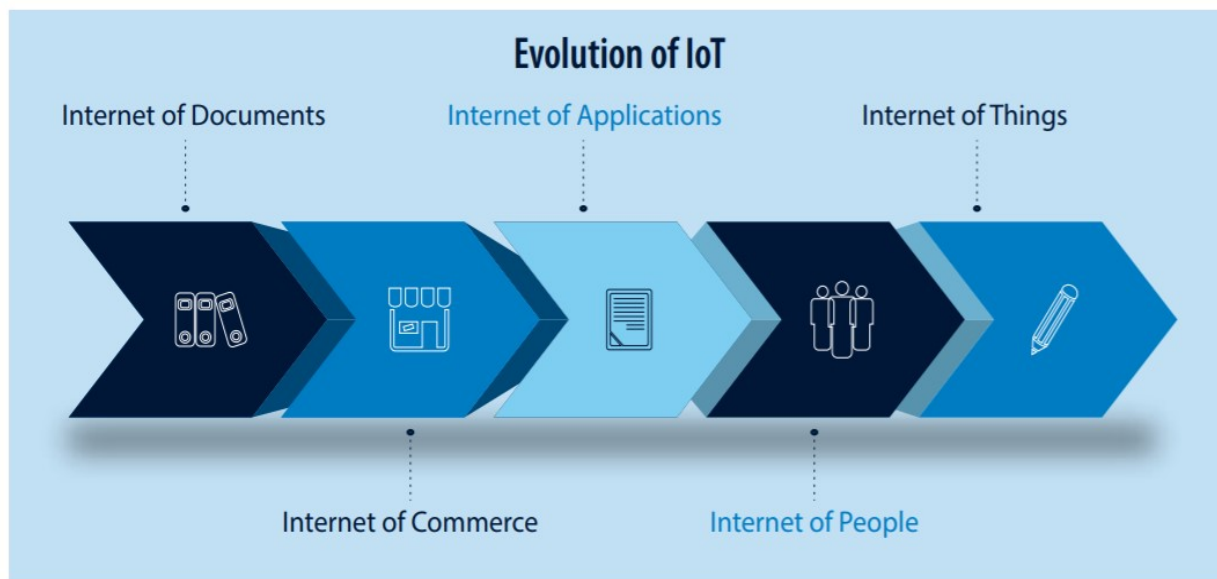 Evolution of IoT
Internet of Documents
Internet of Applications
Internet of Things
Internet of Commerce
Internet of People